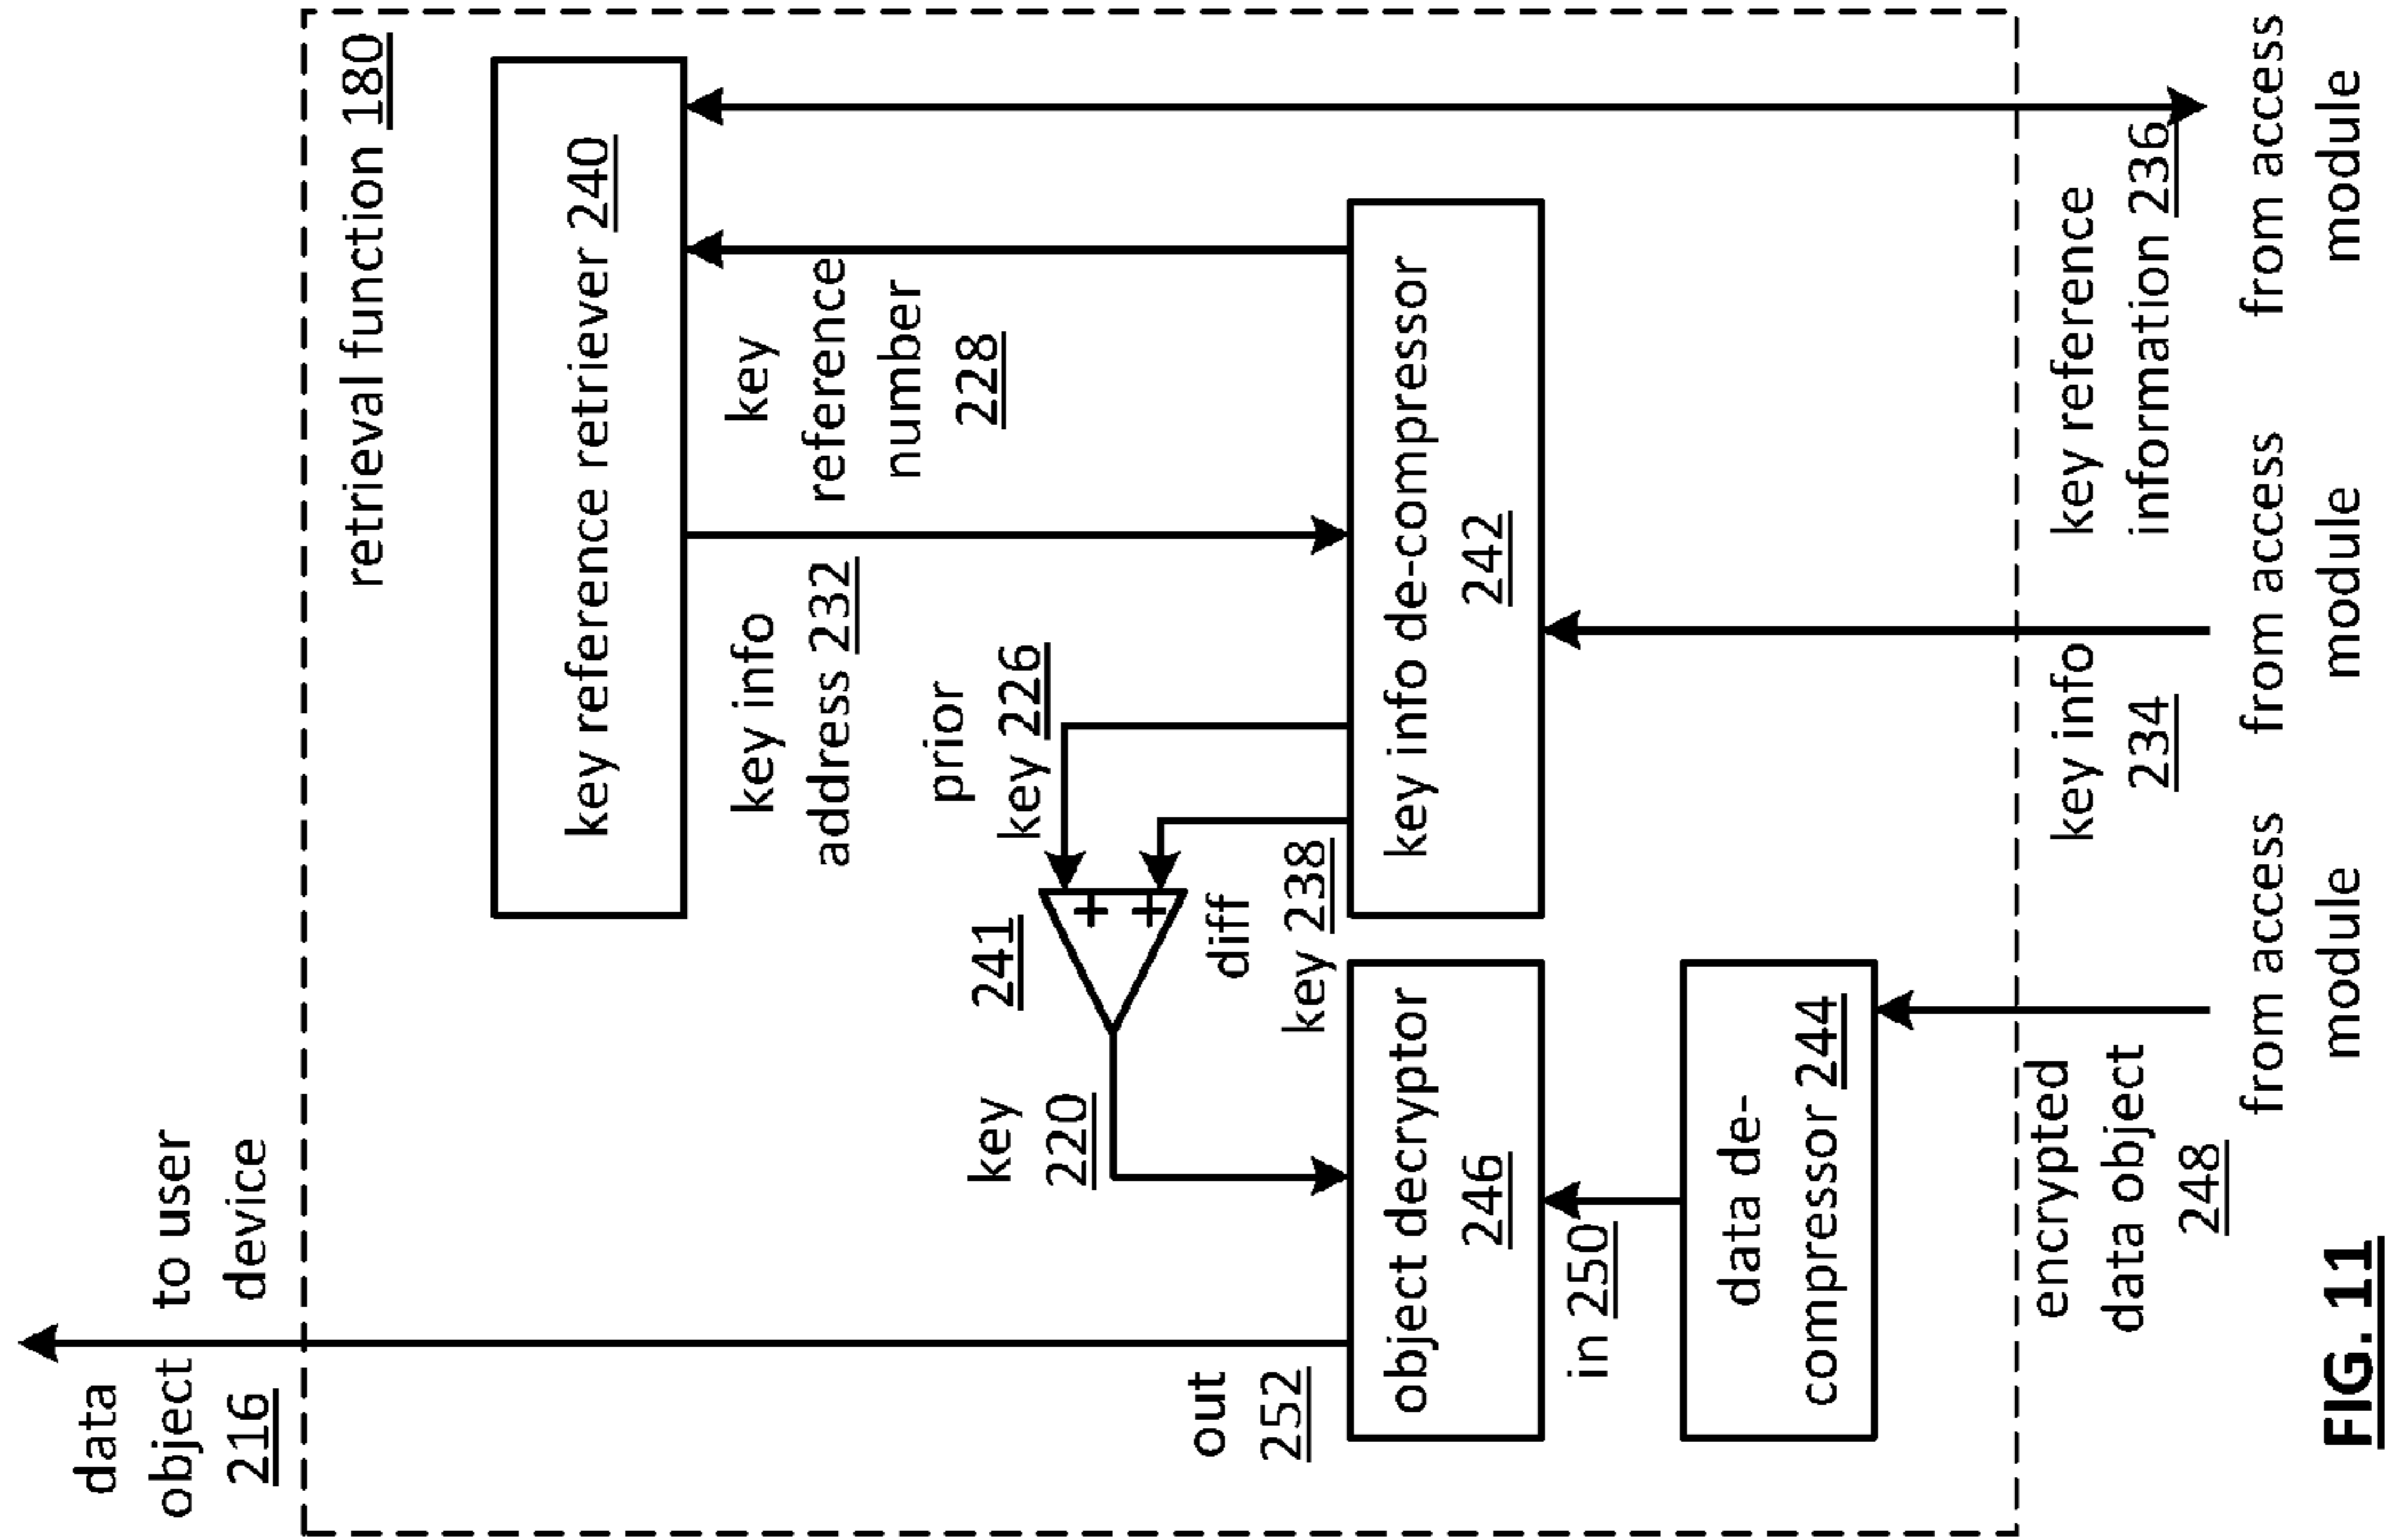 data
object
216
to user
device
retrieval function 180
key reference retriever 240
key info
address 232
key
reference
number
228
prior
key 226
241
key
220
diff
key 238
out
252
object decryptor
246
key info de-compressor
242
in 250
data de-
compressor 244
encrypted
data object
248
key info
234
key reference
information 236
from access
module
from access
module
from access
module
FIG. 11